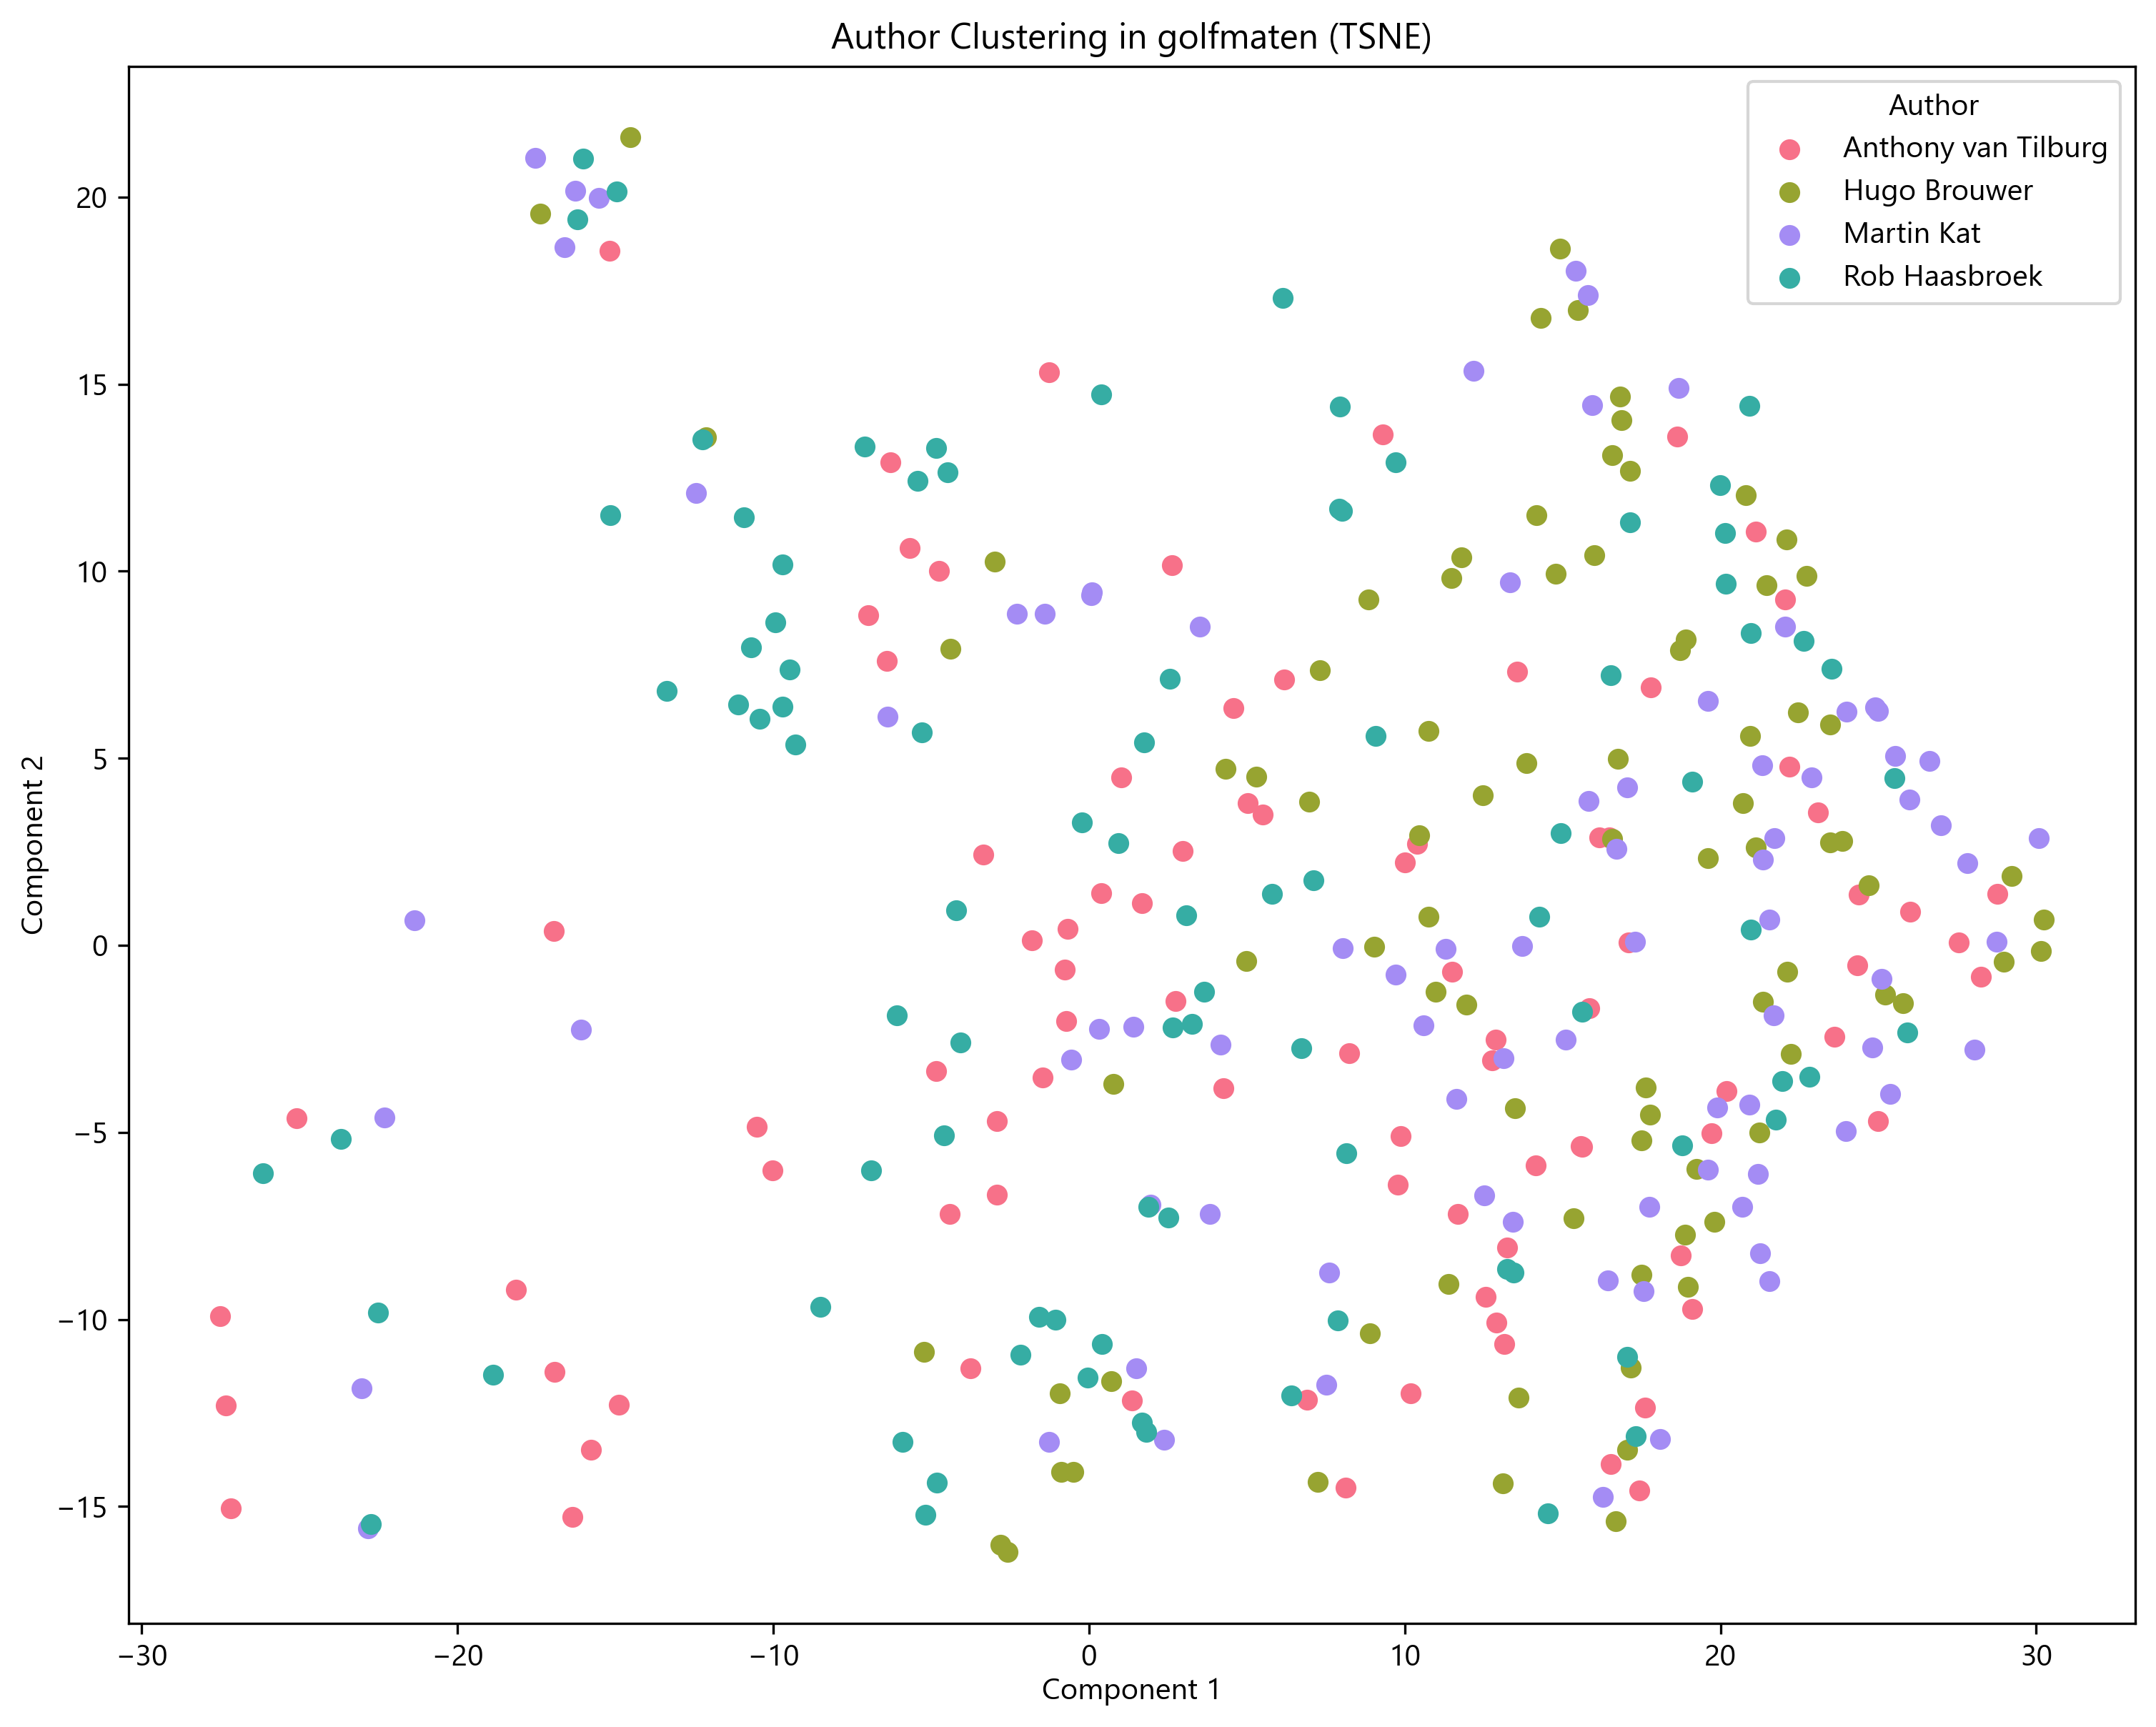 Author Clustering in golfmaten (TSNE)
Author
Anthony van Tilburg
Hugo Brouwer
Martin Kat
Rob Haasbroek
20
15
10
5
0
−5
−10
−15
Component 2
−30
−20
−10
0
10
20
30
Component 1